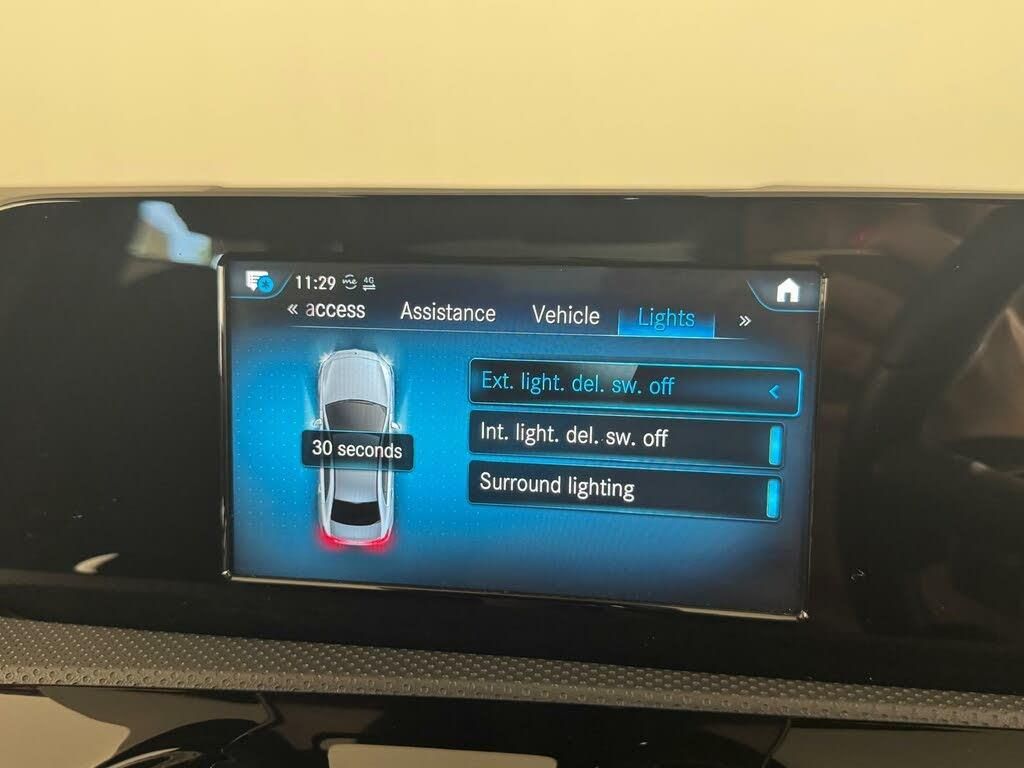 11:29 me 4G
« access Assistance Vehicle Lights »
Ext. light. del. sw. off
Int. light. del. sw. off
30 seconds
Surround lighting